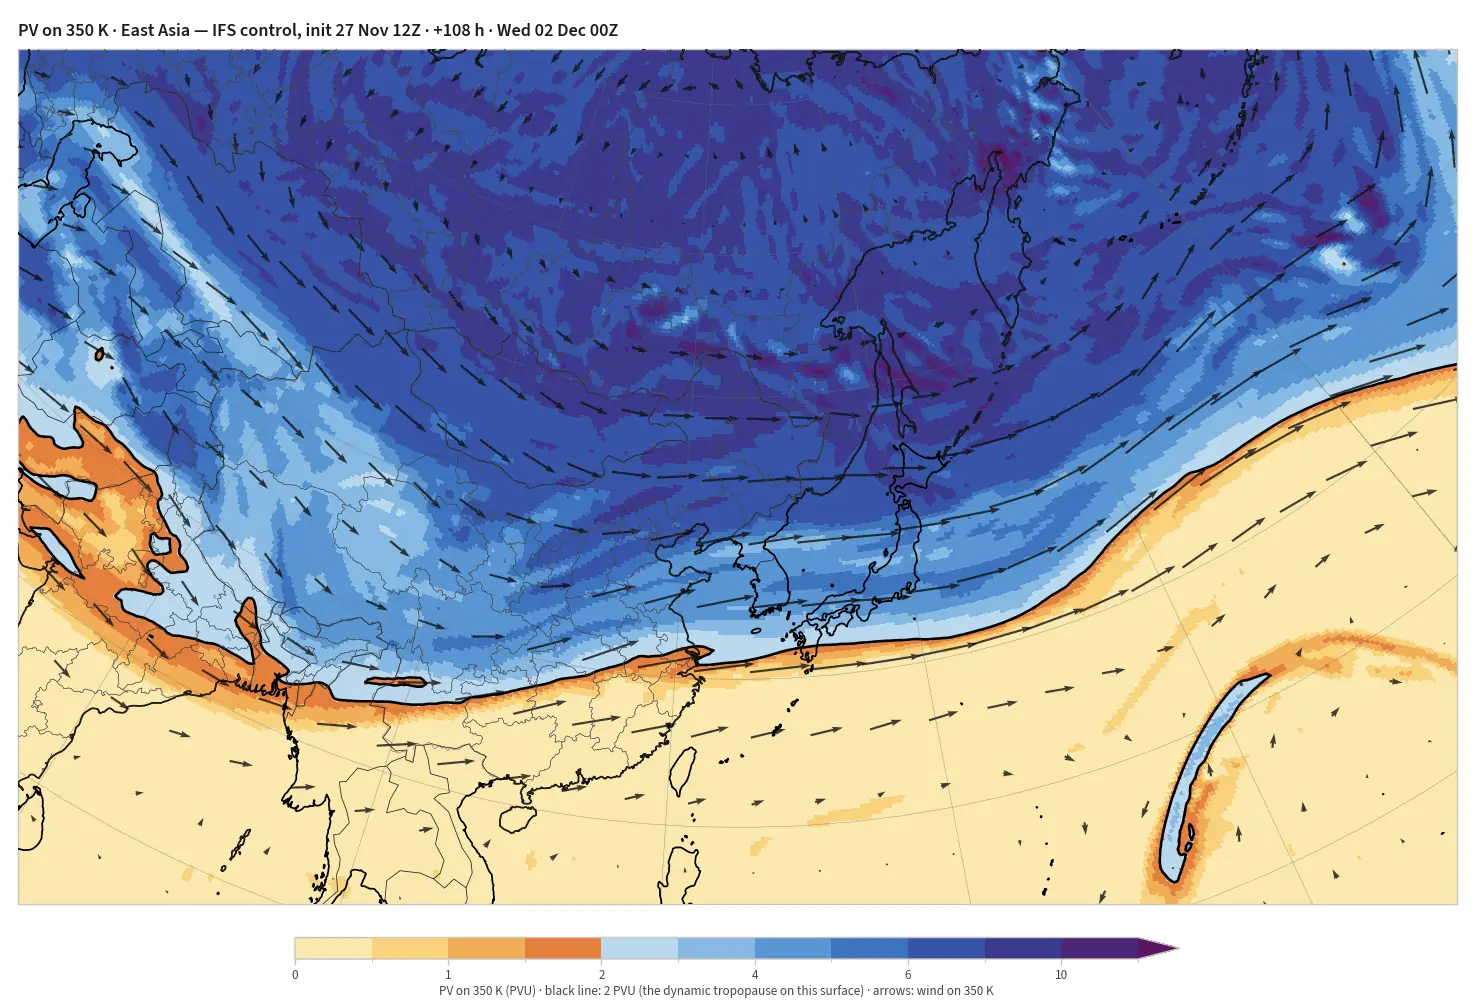 PV on 350 K · East Asia — IFS control, init 27 Nov 12Z · +108 h · Wed 02 Dec 00Z
0 1 2 4 6 10
PV on 350 K (PVU) · black line: 2 PVU (the dynamic tropopause on this surface) · arrows: wind on 350 K